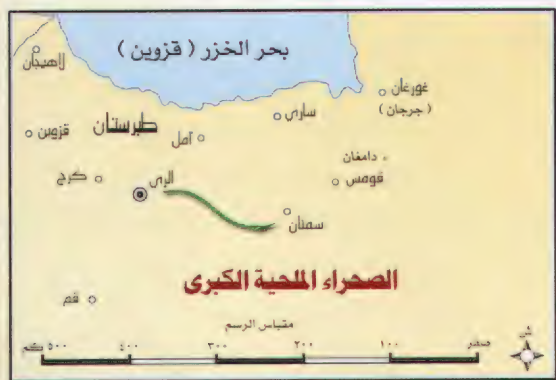 بحر الخزر ( قزوين )
لاهيجان
غورغان
( جرجان )
ساري
طبرستان
آمل
قزوين
دامغان
قومس
كرج
الري
سمنان
الصحراء الملحية الكبرى
قم
مقياس الرسم
صفر ١٠٠ ٢٠٠ ٣٠٠ ٤٠٠ ٥٠٠ كم
ش